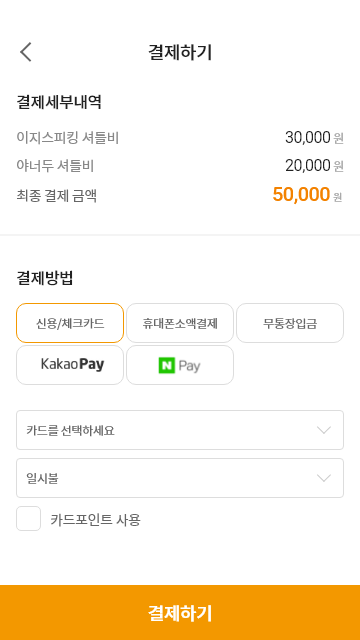 결제하기
결제세부내역
이지스피킹 셔틀비 30,000 원
야너두 셔틀비 20,000 원
최종 결제 금액 50,000 원
결제방법
신용/체크카드 휴대폰소액결제 무통장입금
KakaoPay N Pay
카드를 선택하세요
일시불
카드포인트 사용
결제하기